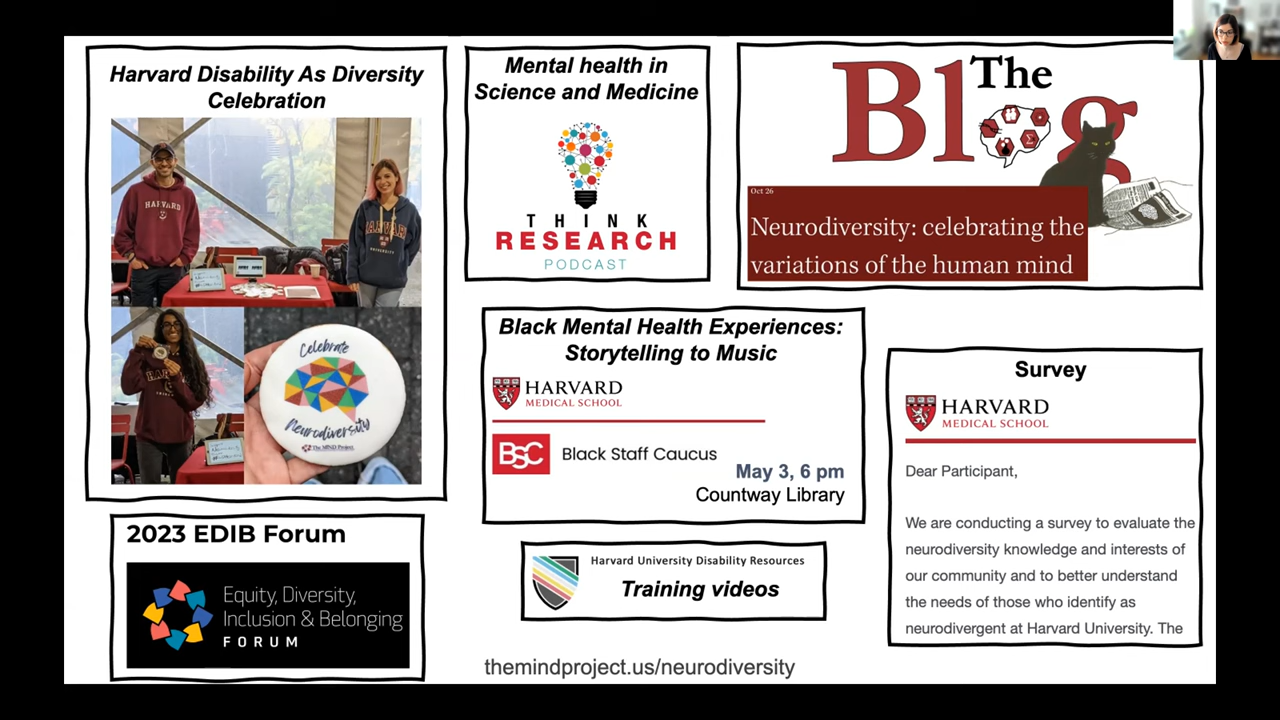 Harvard Disability As Diversity
Celebration
HARVARD
HARVARD
UNIVERSITY
Celebrate
Neurodiversity
The MIND Project
2023 EDIB Forum
Equity, Diversity,
Inclusion & Belonging
FORUM
Mental health in
Science and Medicine
THINK
RESEARCH
PODCAST
The
Blog
Oct 26
Neurodiversity: celebrating the
variations of the human mind
Black Mental Health Experiences:
Storytelling to Music
HARVARD
MEDICAL SCHOOL
BSC Black Staff Caucus
May 3, 6 pm
Countway Library
Harvard University Disability Resources
Training videos
Survey
HARVARD
MEDICAL SCHOOL
Dear Participant,
We are conducting a survey to evaluate the
neurodiversity knowledge and interests of
our community and to better understand
the needs of those who identify as
neurodivergent at Harvard University. The
themindproject.us/neurodiversity